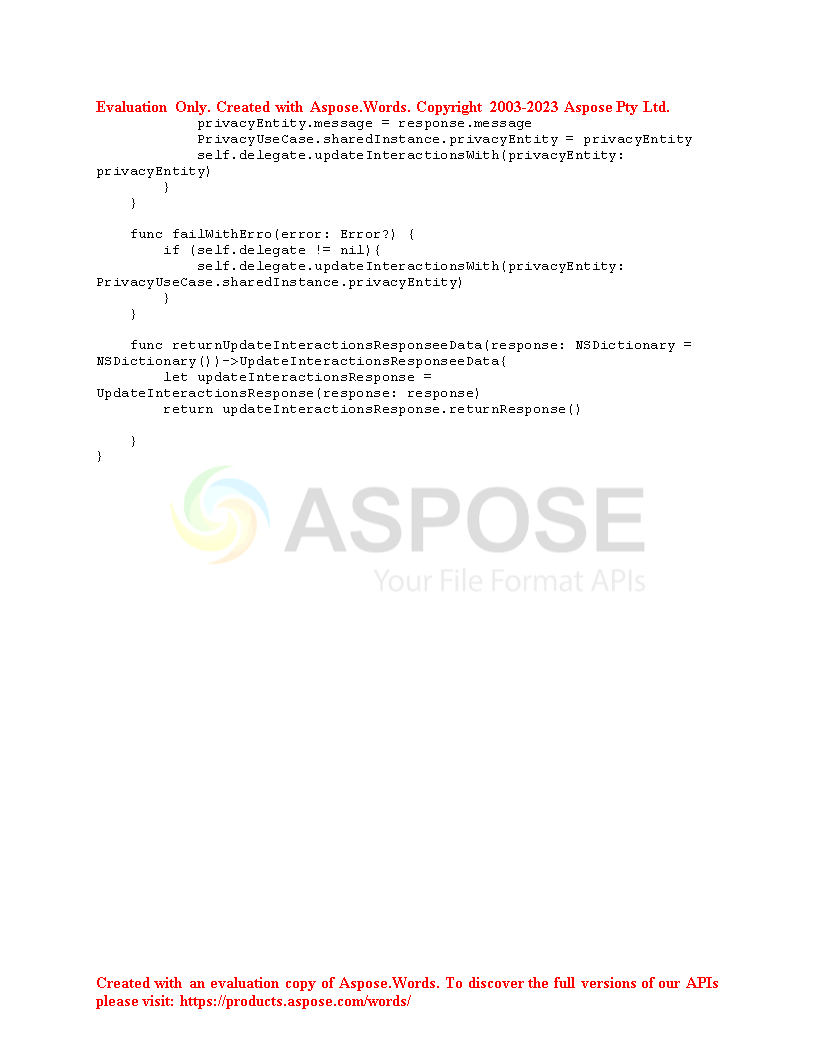 Evaluation Only. Created with Aspose.Words. Copyright 2003-2023 Aspose Pty Ltd.
            privacyEntity.message = response.message
            PrivacyUseCase.sharedInstance.privacyEntity = privacyEntity
            self.delegate.updateInteractionsWith(privacyEntity:
privacyEntity)
        }
    }

    func failWithErro(error: Error?) {
        if (self.delegate != nil){
            self.delegate.updateInteractionsWith(privacyEntity:
PrivacyUseCase.sharedInstance.privacyEntity)
        }
    }

    func returnUpdateInteractionsResponseeData(response: NSDictionary =
NSDictionary())->UpdateInteractionsResponseeData{
        let updateInteractionsResponse =
UpdateInteractionsResponse(response: response)
        return updateInteractionsResponse.returnResponse()

    }
}
ASPOSE
Your File Format APIs
Created with an evaluation copy of Aspose.Words. To discover the full versions of our APIs
please visit: https://products.aspose.com/words/